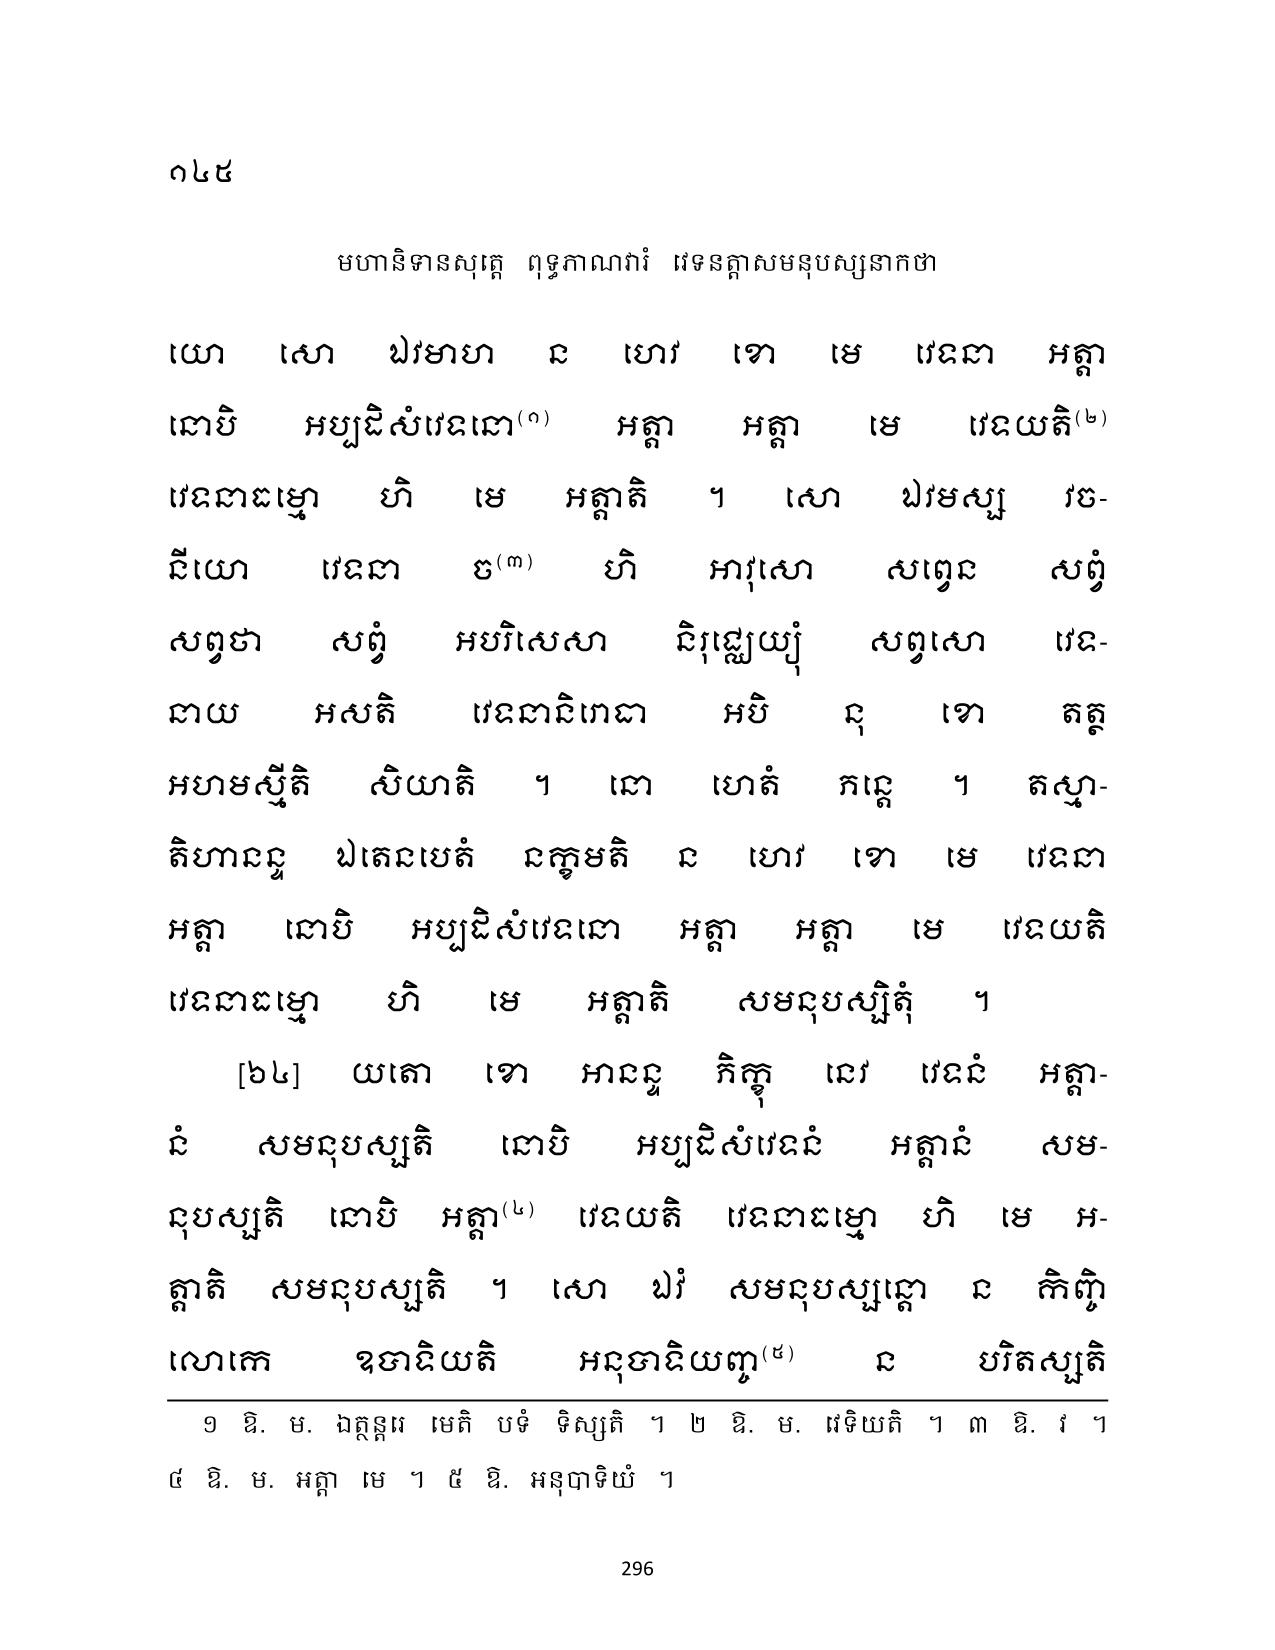 ១៤៥
មហានិទានសុត្តេ ពុទ្ធភាណវារំ វេទនត្តាសមនុបស្សនាកថា
យោ សោ ឯវមាហ ន ហេវ ខោ មេ វេទនា អត្តា
នោបិ អប្បដិសំវេទនោ(១) អត្តា អត្តា មេ វេទយតិ(២)
វេទនាធម្មោ ហិ មេ អត្តាតិ ។ សោ ឯវមស្ស វច-
នីយោ វេទនា ច(៣) ហិ អាវុសោ សព្វេន សព្វំ
សព្វថា សព្វំ អបរិសេសា និរុជ្ឈេយ្យុំ សព្វសោ វេទ-
នាយ អសតិ វេទនានិរោធា អបិ នុ ខោ តត្ថ
អហមស្មីតិ សិយាតិ ។ នោ ហេតំ ភន្តេ ។ តស្មា-
តិហានន្ទ ឯតេនបេតំ នក្ខមតិ ន ហេវ ខោ មេ វេទនា
អត្តា នោបិ អប្បដិសំវេទនោ អត្តា អត្តា មេ វេទយតិ
វេទនាធម្មោ ហិ មេ អត្តាតិ សមនុបស្សិតុំ ។
[៦៤] យតោ ខោ អានន្ទ ភិក្ខុ នេវ វេទនំ អត្តា-
នំ សមនុបស្សតិ នោបិ អប្បដិសំវេទនំ អត្តានំ សម-
នុបស្សតិ នោបិ អត្តា(៤) វេទយតិ វេទនាធម្មោ ហិ មេ អ-
ត្តាតិ សមនុបស្សតិ ។ សោ ឯវំ សមនុបស្សន្តោ ន កិញ្ចិ
លោកេ ឧបាទិយតិ អនុបាទិយញ្ច(៥) ន បរិតស្សតិ
១ ឱ. ម. ឯត្ថន្តរេ មេតិ បទំ ទិស្សតិ ។ ២ ឱ. ម. វេទិយតិ ។ ៣ ឱ. វ ។
៤ ឱ. ម. អត្តា មេ ។ ៥ ឱ. អនុបាទិយំ ។
296